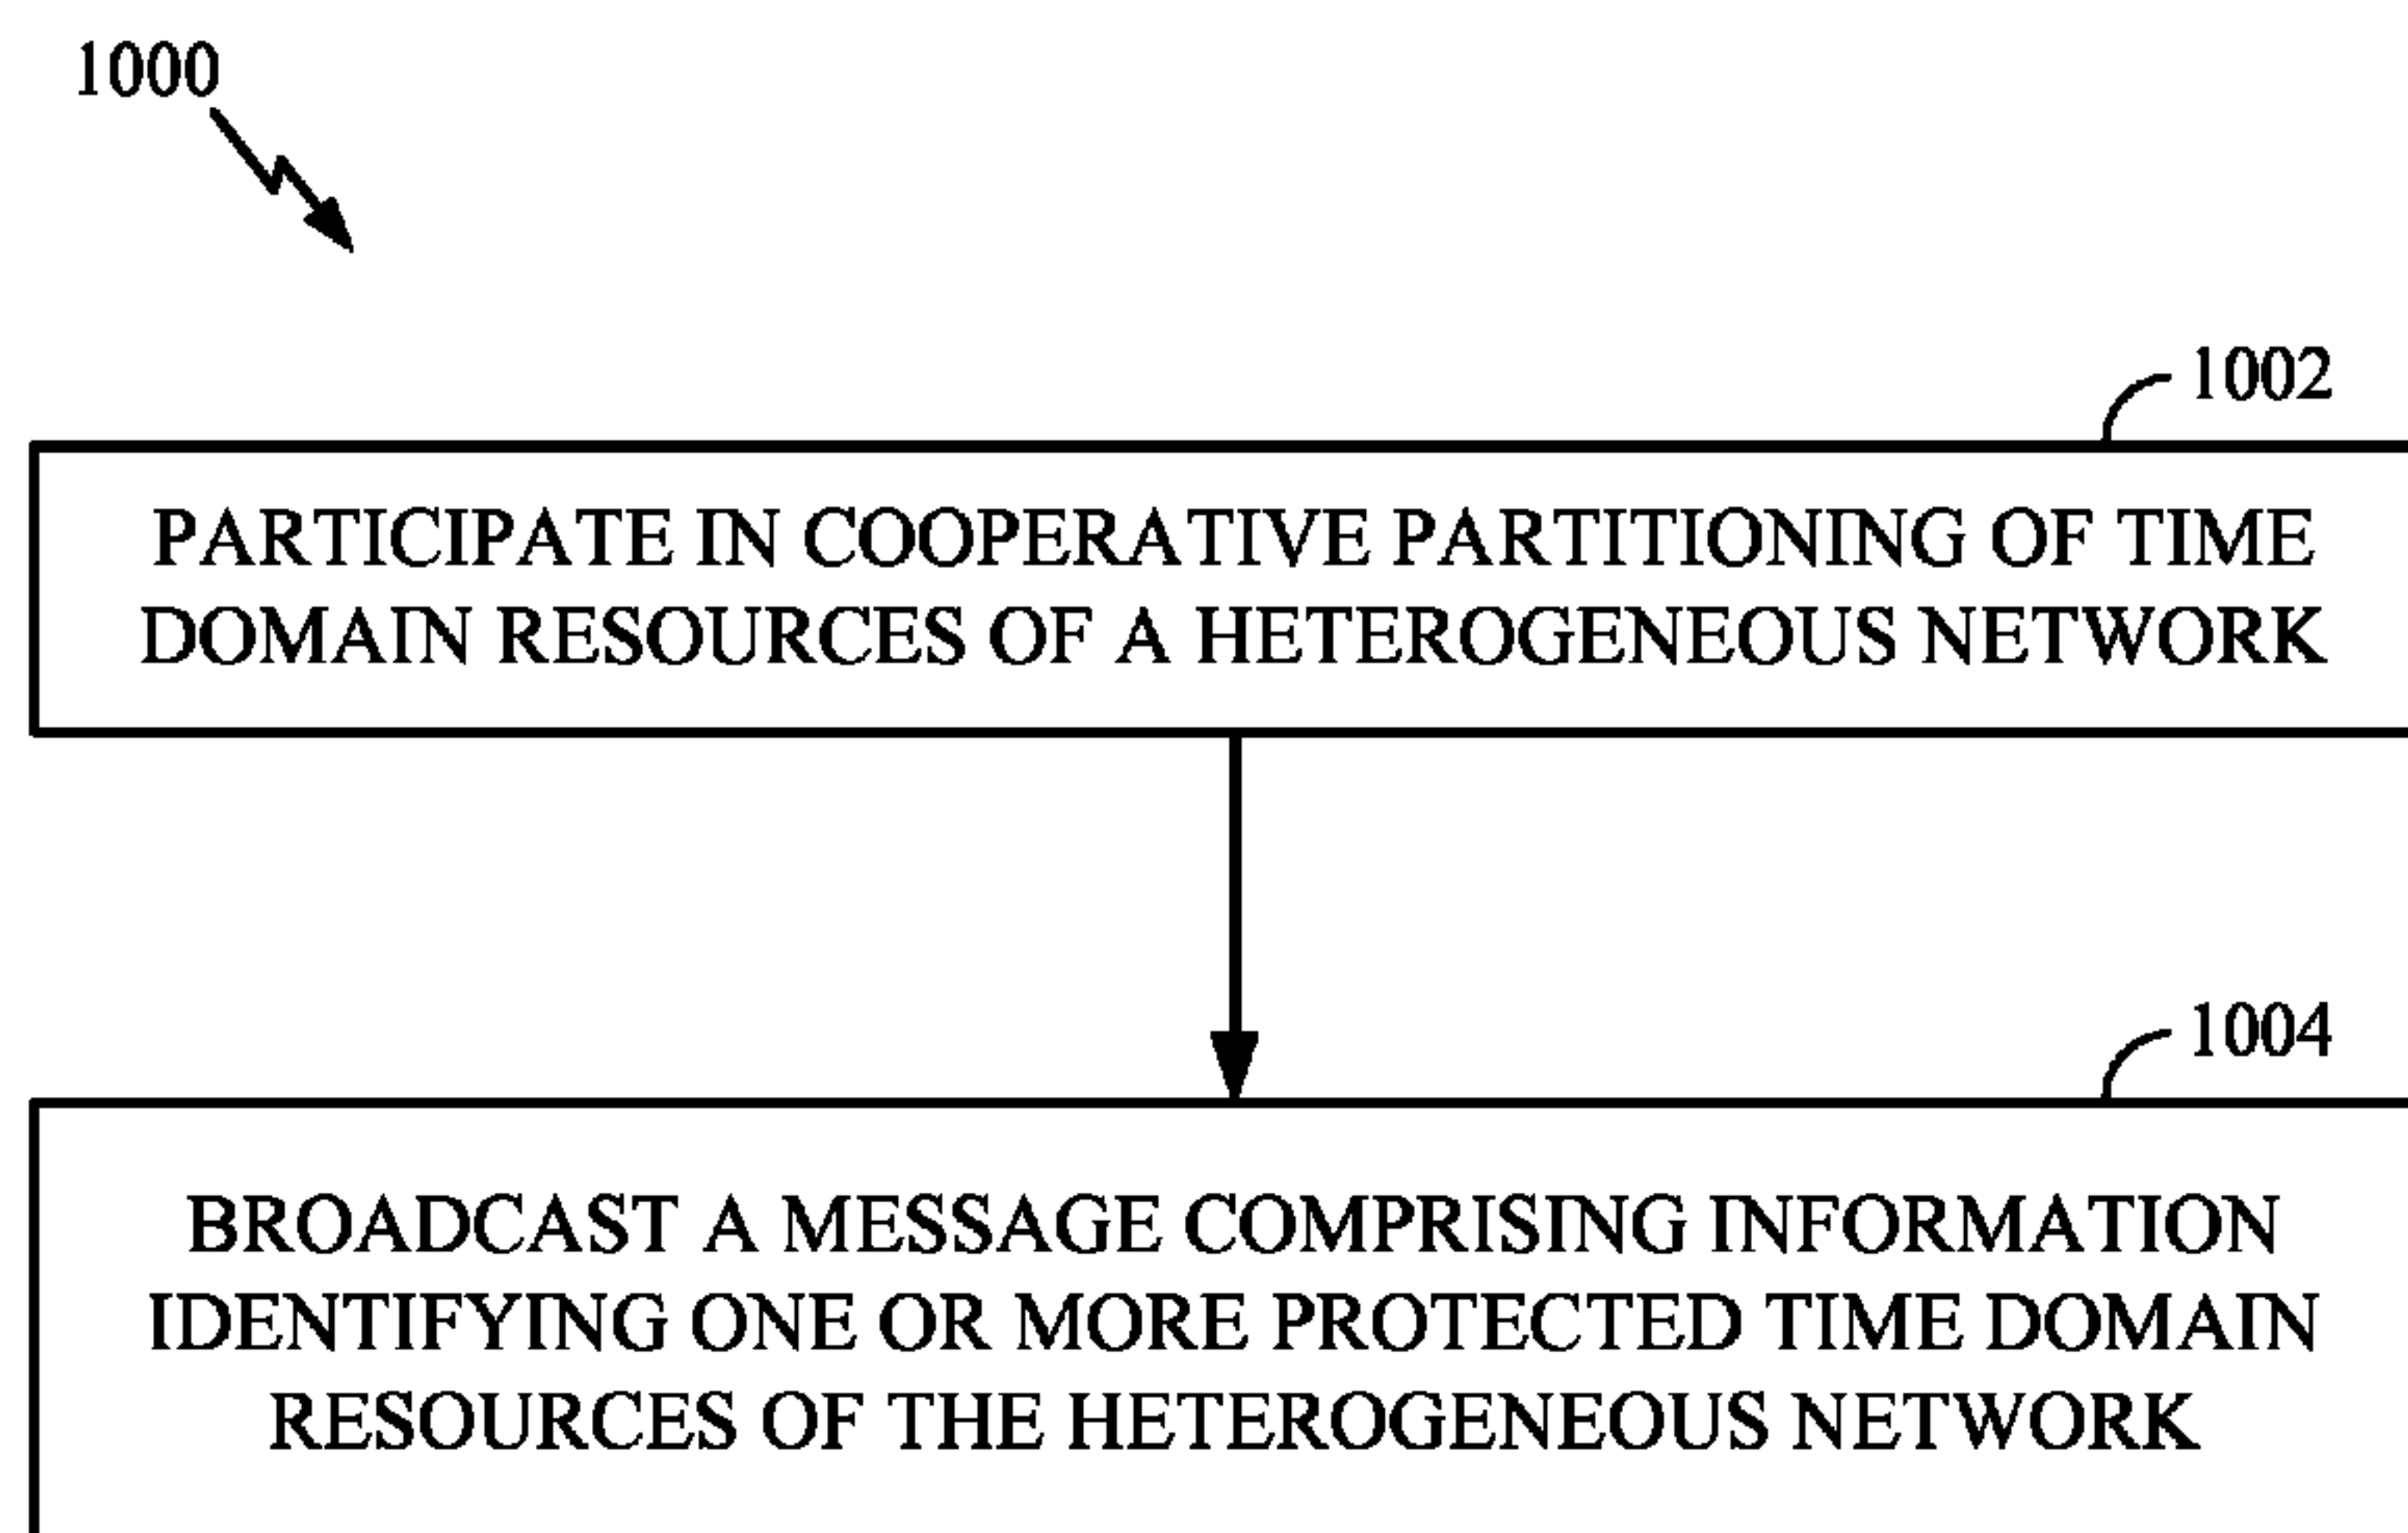 1000
1002
PARTICIPATE IN COOPERATIVE PARTITIONING OF TIME
DOMAIN RESOURCES OF A HETEROGENEOUS NETWORK
1004
BROADCAST A MESSAGE COMPRISING INFORMATION
IDENTIFYING ONE OR MORE PROTECTED TIME DOMAIN
RESOURCES OF THE HETEROGENEOUS NETWORK